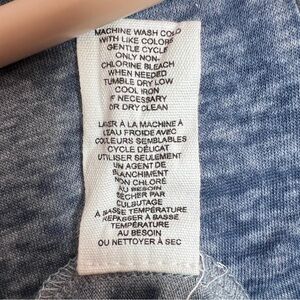 MACHINE WASH COLD
WITH LIKE COLORS
GENTLE CYCLE
ONLY NON-
CHLORINE BLEACH
WHEN NEEDED
TUMBLE DRY LOW
COOL IRON
IF NECESSARY
OR DRY CLEAN
LAVER À LA MACHINE À
L'EAU FROIDE AVEC
COULEURS SEMBLABLES
CYCLE DÉLICAT
UTILISER SEULEMENT
UN AGENT DE
BLANCHIMENT
NON CHLORÉ
AU BESOIN
SÉCHER PAR
CULBUTAGE
À BASSE TEMPÉRATURE
REPASSER À BASSE
TEMPÉRATURE
AU BESOIN
OU NETTOYER À SEC